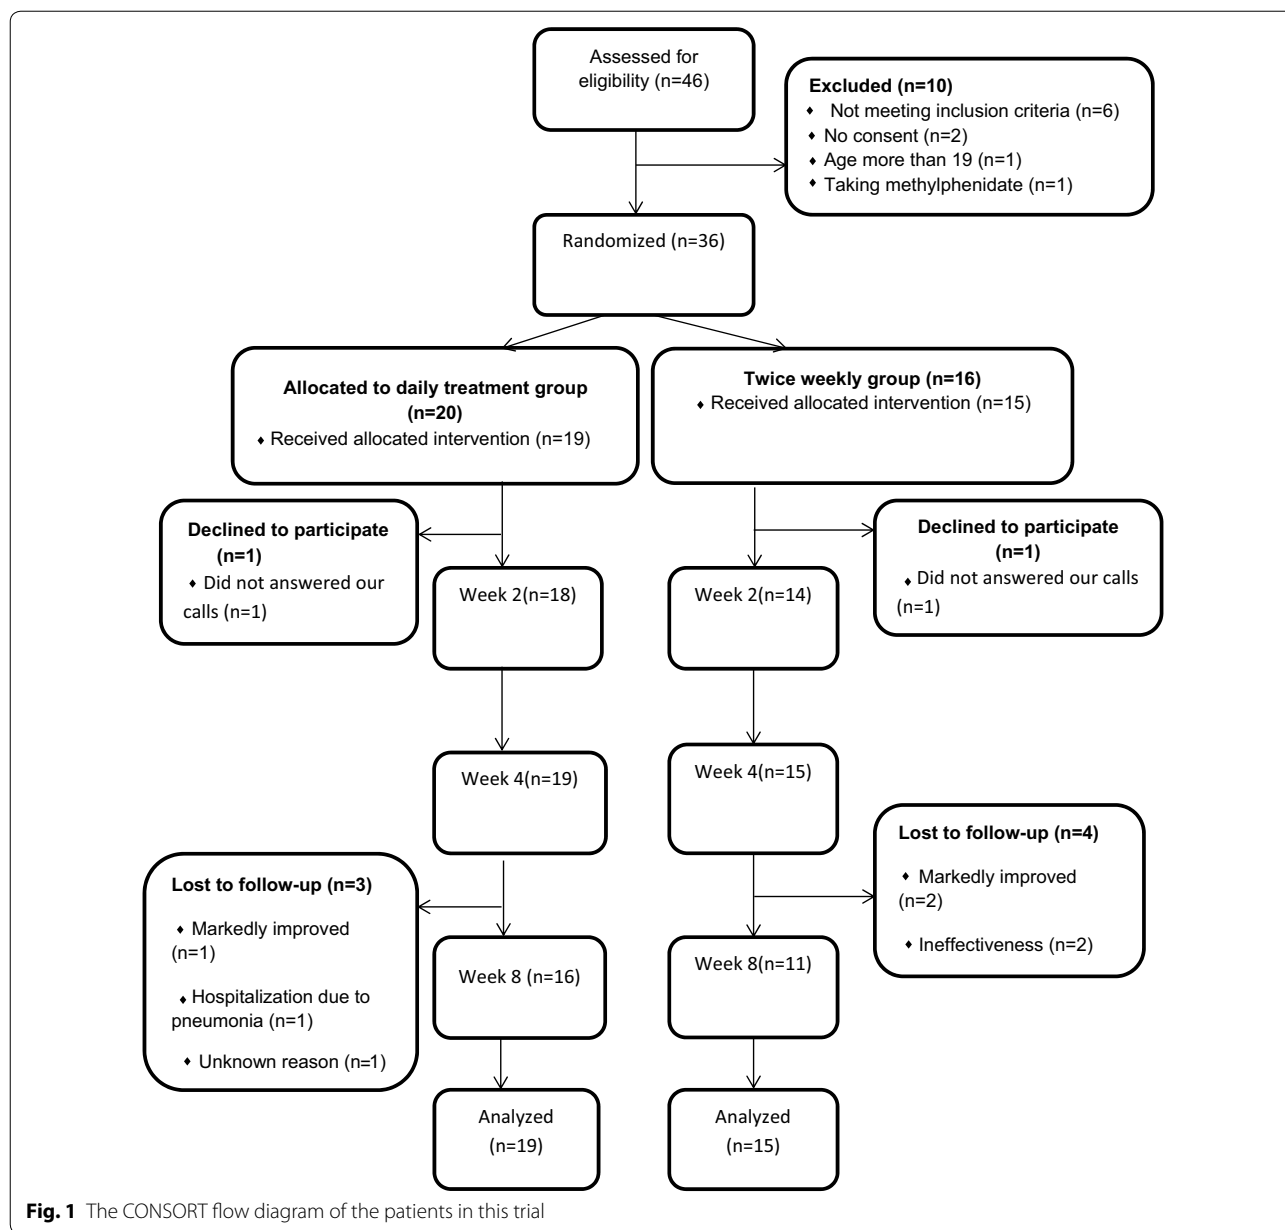 Assessed for
eligibility (n=46)
Excluded (n=10)
♦ Not meeting inclusion criteria (n=6)
♦ No consent (n=2)
♦ Age more than 19 (n=1)
♦ Taking methylphenidate (n=1)
Randomized (n=36)
Allocated to daily treatment group
(n=20)
♦ Received allocated intervention (n=19)
Twice weekly group (n=16)
♦ Received allocated intervention (n=15)
Declined to participate
(n=1)
♦ Did not answered our
calls (n=1)
Week 2(n=18)
Week 2(n=14)
Declined to participate
(n=1)
♦ Did not answered our calls
(n=1)
Week 4(n=19)
Week 4(n=15)
Lost to follow-up (n=3)
♦ Markedly improved
(n=1)
♦ Hospitalization due to
pneumonia (n=1)
♦ Unknown reason (n=1)
Lost to follow-up (n=4)
♦ Markedly improved
(n=2)
♦ Ineffectiveness (n=2)
Week 8 (n=16)
Week 8(n=11)
Analyzed
(n=19)
Analyzed
(n=15)
Fig. 1 The CONSORT flow diagram of the patients in this trial